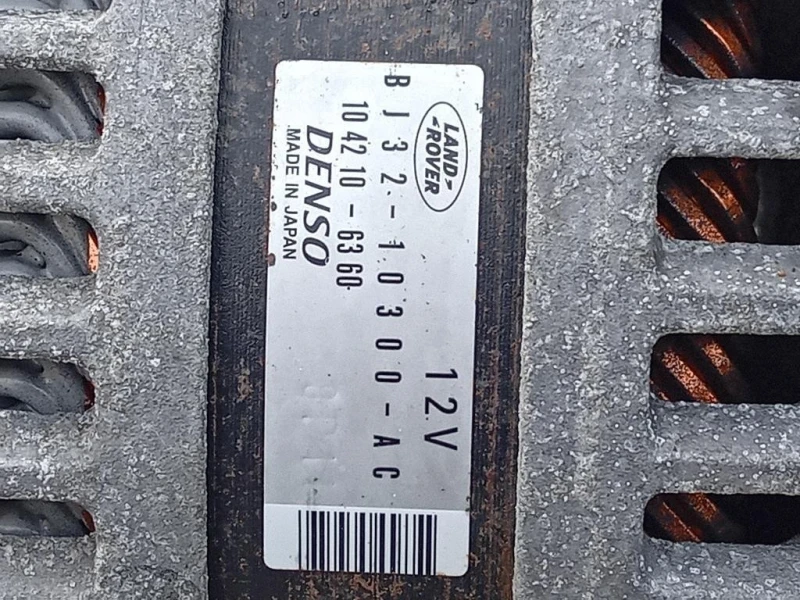 LAND-
-ROVER
12V
BJ32-10300-AC
104210-6360
DENSO
MADE IN JAPAN